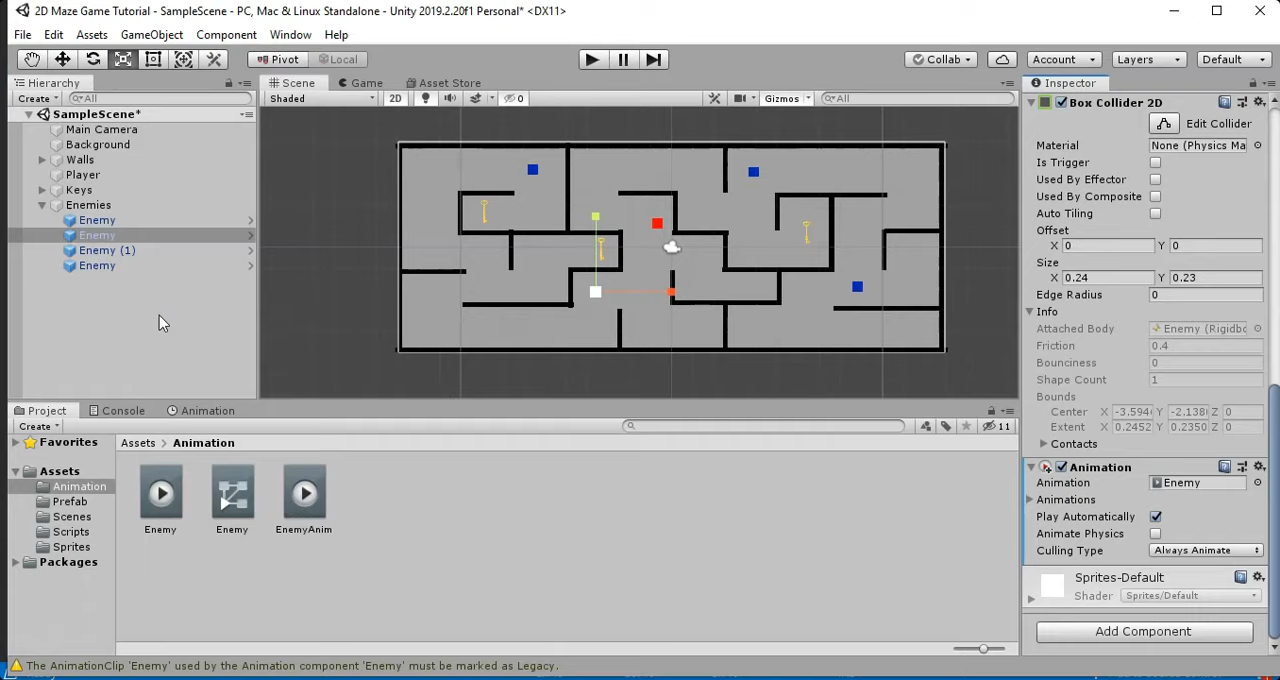 2D Maze Game Tutorial - SampleScene - PC, Mac & Linux Standalone - Unity 2019.2.20f1 Personal* <DX11>
File Edit Assets GameObject Component Window Help
Pivot Local Collab Account Layers Default
Hierarchy Scene Game Asset Store Inspector
Create All Shaded 2D Gizmos All
SampleScene*
Main Camera
Background
Walls
Player
Keys
Enemies
Enemy
Enemy
Enemy (1)
Enemy
Box Collider 2D
Edit Collider
Material None (Physics Ma
Is Trigger
Used By Effector
Used By Composite
Auto Tiling
Offset
X 0 Y 0
Size
X 0.24 Y 0.23
Edge Radius 0
Info
Attached Body Enemy (Rigidbo
Friction 0.4
Bounciness 0
Shape Count 1
Bounds
Center X -3.594 Y -2.138 Z 0
Extent X 0.2452 Y 0.2350 Z 0
Contacts
Animation
Animation Enemy
Animations
Play Automatically
Animate Physics
Culling Type Always Animate
Sprites-Default
Shader Sprites/Default
Add Component
Project Console Animation
Create 11
Favorites
Assets
Animation
Prefab
Scenes
Scripts
Sprites
Packages
Assets Animation
Enemy Enemy EnemyAnim
The AnimationClip 'Enemy' used by the Animation component 'Enemy' must be marked as Legacy.